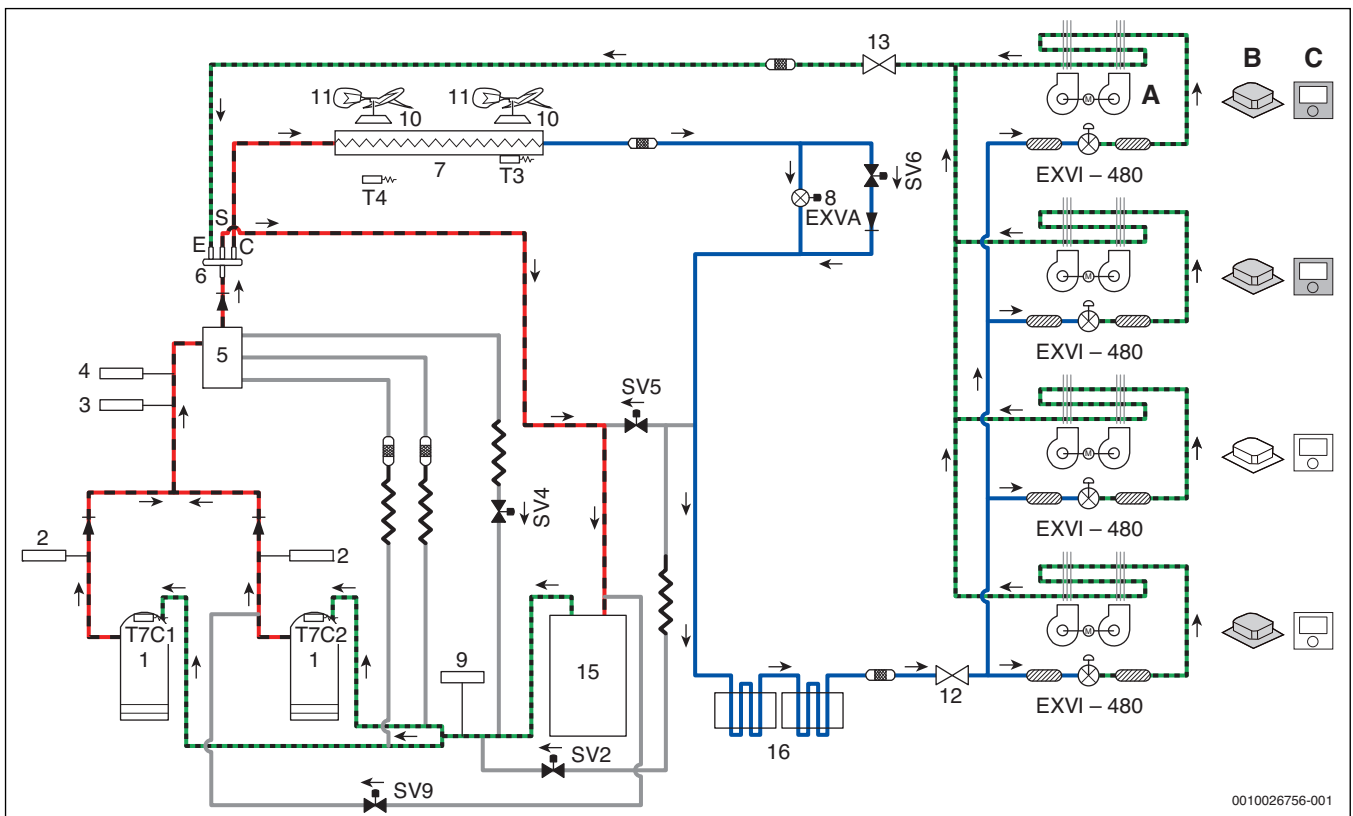 13
B C
11 11
10 10
A
7
T3
T4
SV6
8
EXVA
EXVI – 480
S
E C
6
5
4
3
SV5
EXVI – 480
SV4
2 2
EXVI – 480
T7C1 T7C2
1 1
9
15
12
16
EXVI – 480
SV2
SV9
M
M
M
M
0010026756-001